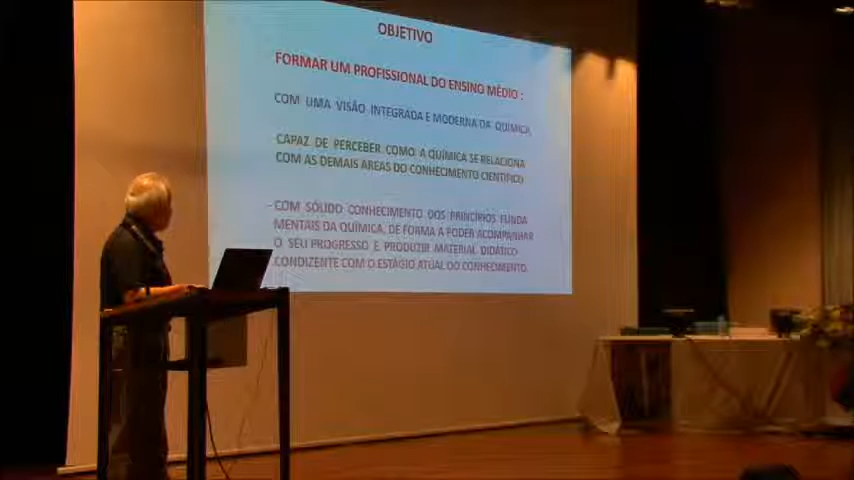 OBJETIVO
FORMAR UM PROFISSIONAL DO ENSINO MÉDIO :
COM UMA VISÃO INTEGRADA E MODERNA DA QUÍMICA,
CAPAZ DE PERCEBER COMO A QUÍMICA SE RELACIONA
COM AS DEMAIS ÁREAS DO CONHECIMENTO CIENTÍFICO
- COM SÓLIDO CONHECIMENTO DOS PRINCÍPIOS FUNDA
MENTAIS DA QUÍMICA, DE FORMA A PODER ACOMPANHAR
O SEU PROGRESSO E PRODUZIR MATERIAL DIDÁTICO
CONDIZENTE COM O ESTÁGIO ATUAL DO CONHECIMENTO.